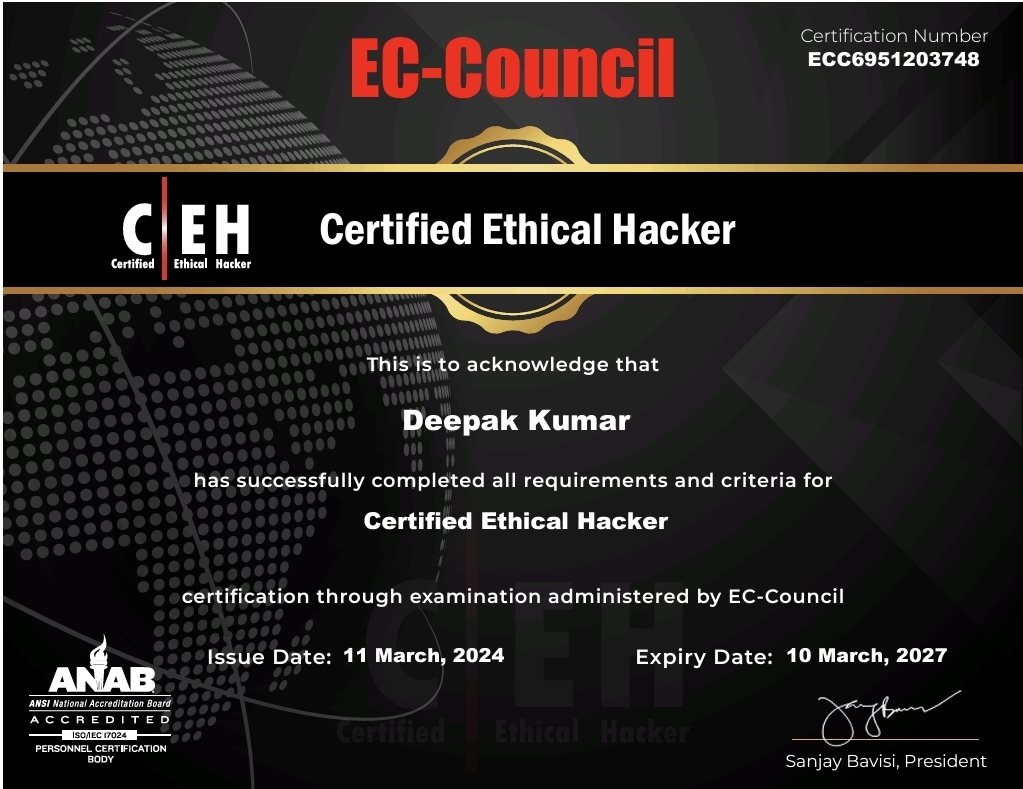 EC-Council
Certification Number
ECC6951203748
C EH
Certified Ethical Hacker
Certified Ethical Hacker
This is to acknowledge that
Deepak Kumar
has successfully completed all requirements and criteria for
Certified Ethical Hacker
certification through examination administered by EC-Council
Issue Date: 11 March, 2024
Expiry Date: 10 March, 2027
C EH
Certified Ethical Hacker
ANAB
ANSI National Accreditation Board
ACCREDITED
ISO/IEC 17024
PERSONNEL CERTIFICATION
BODY
Sanjay Bavisi, President